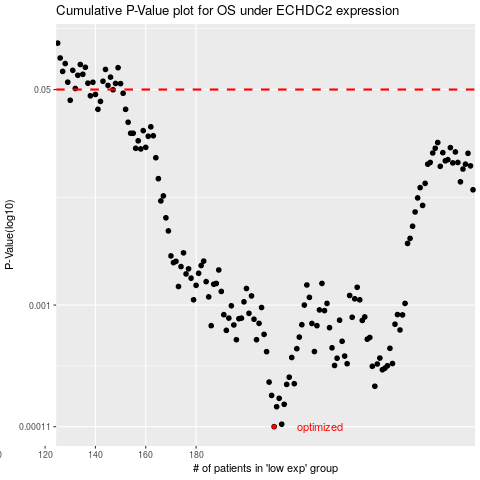 Cumulative P-Value plot for OS under ECHDC2 expression
0.05
0.001
0.00011
P-Value(log10)
optimized
0 120 140 160 180
# of patients in 'low exp' group